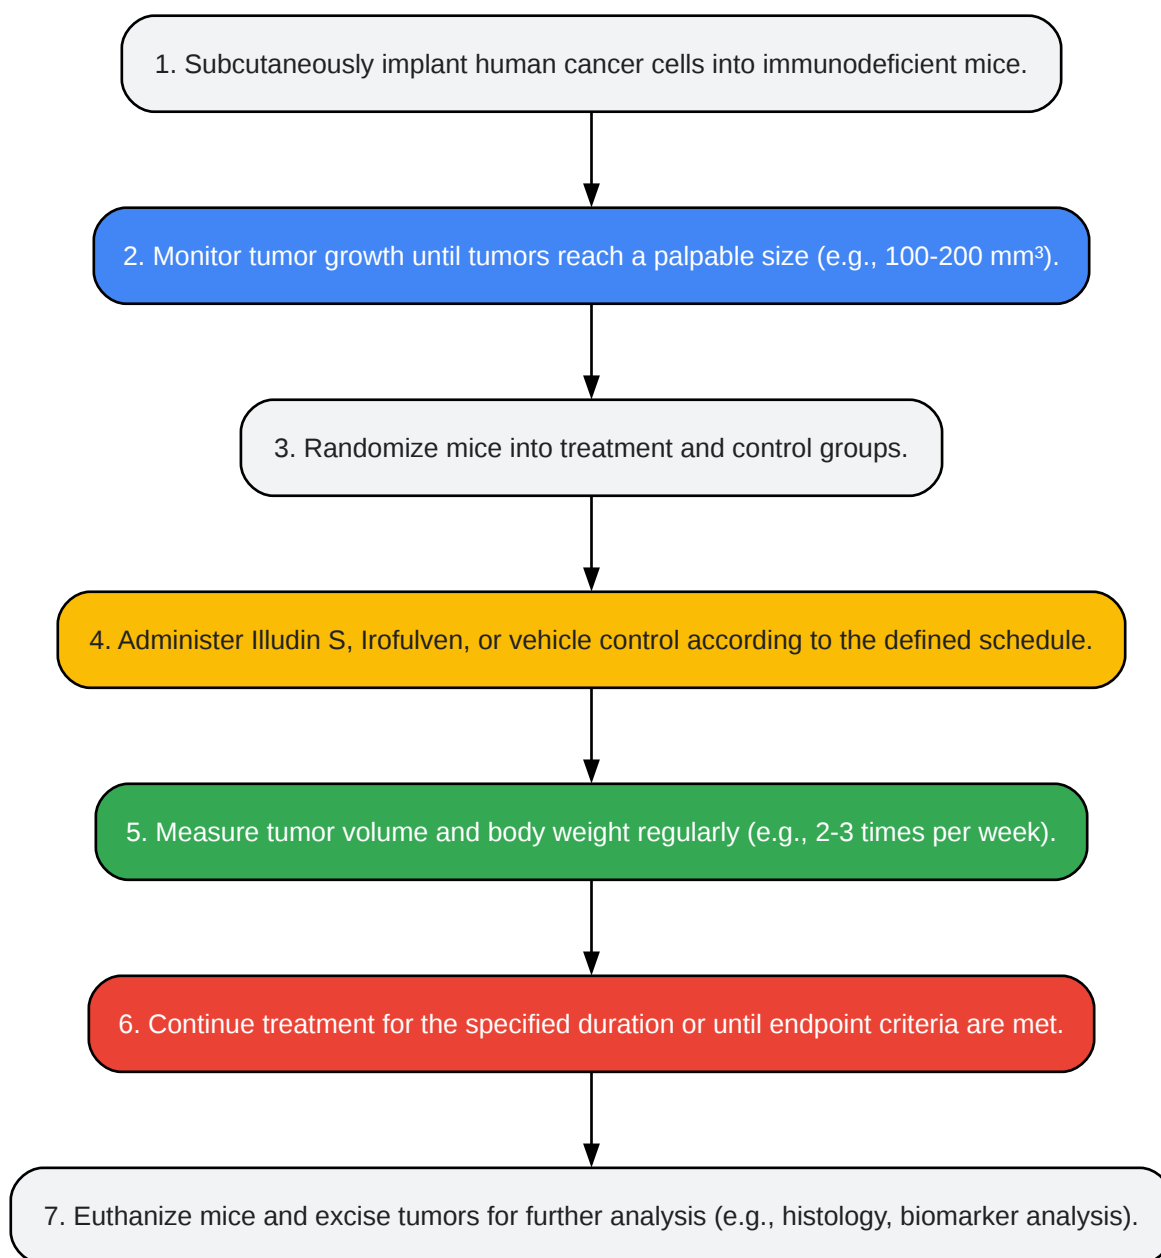 1. Subcutaneously implant human cancer cells into immunodeficient mice.
2. Monitor tumor growth until tumors reach a palpable size (e.g., 100-200 mm³).
3. Randomize mice into treatment and control groups.
4. Administer Illudin S, Irofulven, or vehicle control according to the defined schedule.
5. Measure tumor volume and body weight regularly (e.g., 2-3 times per week).
6. Continue treatment for the specified duration or until endpoint criteria are met.
7. Euthanize mice and excise tumors for further analysis (e.g., histology, biomarker analysis).